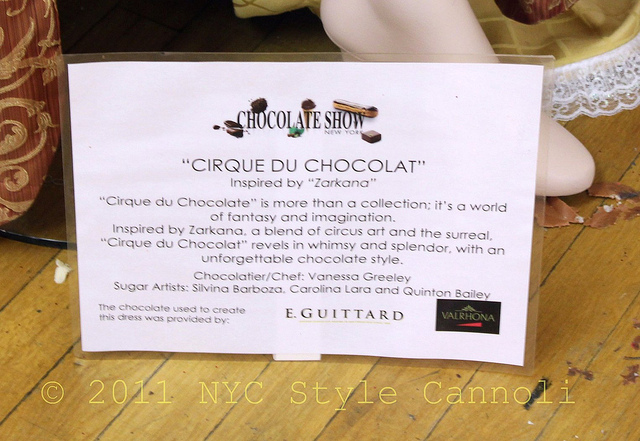 CHOCOLATE SHOW
NEW YORK
"CIRQUE DU CHOCOLAT"
Inspired by "Zarkana"
"Cirque du Chocolate" is more than a collection; it's a world
of fantasy and imagination.
Inspired by Zarkana, a blend of circus art and the surreal,
"Cirque du Chocolat" revels in whimsy and splendor, with an
unforgettable chocolate style.
Chocolatier/Chef: Vanessa Greeley
Sugar Artists: Silvina Barboza, Carolina Lara and Quinton Bailey
The chocolate used to create
this dress was provided by:
E. GUITTARD
VALRHONA
© 2011 NYC Style Cannoli